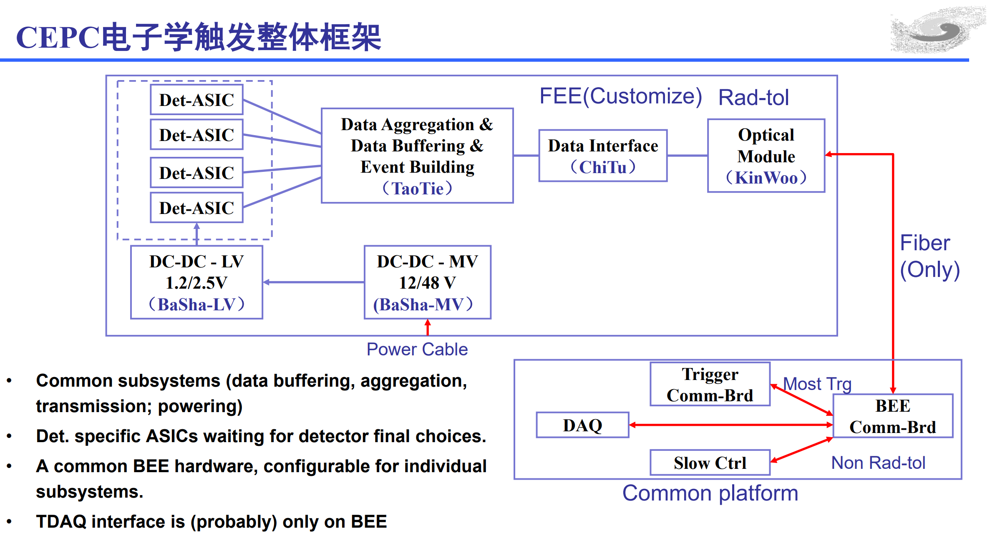 CEPC电子学触发整体框架
Det-ASIC
Det-ASIC
Det-ASIC
Det-ASIC
Data Aggregation &
Data Buffering &
Event Building
（TaoTie）
FEE(Customize)
Rad-tol
Data Interface
（ChiTu）
Optical
Module
（KinWoo）
DC-DC - LV
1.2/2.5V
（BaSha-LV）
DC-DC - MV
12/48 V
(BaSha-MV）
Power Cable
Fiber
(Only)
Trigger
Comm-Brd
Most Trg
BEE
Comm-Brd
DAQ
Slow Ctrl
Non Rad-tol
Common platform
• Common subsystems (data buffering, aggregation,
transmission; powering)
• Det. specific ASICs waiting for detector final choices.
• A common BEE hardware, configurable for individual
subsystems.
• TDAQ interface is (probably) only on BEE